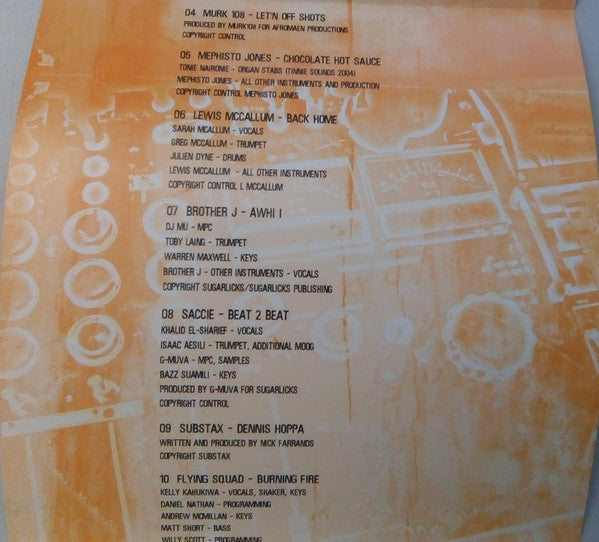 04 MURK 108 - LET'N OFF SHOTS
PRODUCED BY MURK108 FOR AFROMAEN PRODUCTIONS
COPYRIGHT CONTROL
05 MEPHISTO JONES - CHOCOLATE HOT SAUCE
TONIE NAIRONIE - ORGAN STABS (TINNIE SOUNDS 2004)
MEPHISTO JONES - ALL OTHER INSTRUMENTS AND PRODUCTION
COPYRIGHT CONTROL MEPHISTO JONES
06 LEWIS MCCALLUM - BACK HOME
SARAH MCALLUM - VOCALS
GREG MCCALLUM - TRUMPET
JULIEN DYNE - DRUMS
LEWIS MCCALLUM - ALL OTHER INSTRUMENTS
COPYRIGHT CONTROL L MCCALLUM
07 BROTHER J - AWHI I
DJ MU - MPC
TOBY LAING - TRUMPET
WARREN MAXWELL - KEYS
BROTHER J - OTHER INSTRUMENTS - VOCALS
COPYRIGHT SUGARLICKS/SUGARLICKS PUBLISHING
08 SACCIE - BEAT 2 BEAT
KHALID EL-SHARIEF - VOCALS
ISAAC AESILI - TRUMPET, ADDITIONAL MOOG
G-MUVA - MPC, SAMPLES
BAZZ SUAMILI - KEYS
PRODUCED BY G-MUVA FOR SUGARLICKS
COPYRIGHT CONTROL
09 SUBSTAX - DENNIS HOPPA
WRITTEN AND PRODUCED BY NICK FARRANDS
COPYRIGHT SUBSTAX
10 FLYING SQUAD - BURNING FIRE
KELLY KAHUKIWA - VOCALS, SHAKER, KEYS
DANIEL NATHAN - PROGRAMMING
ANDREW MCMILLAN - KEYS
MATT SHORT - BASS
WILLY SCOTT - PROGRAMMING